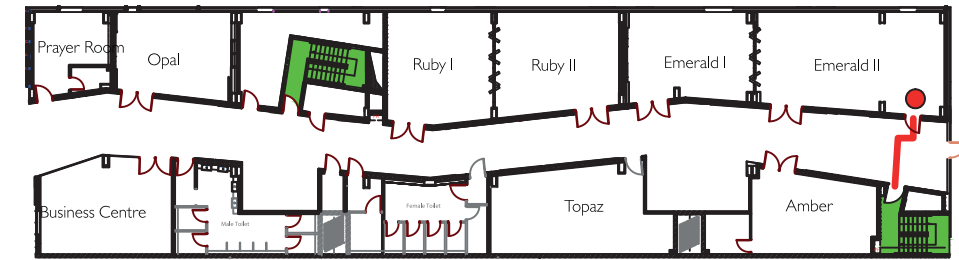 Prayer Room
Opal
Ruby I
Ruby II
Emerald I
Emerald II
Business Centre
Male Toilet
Female Toilet
Topaz
Amber